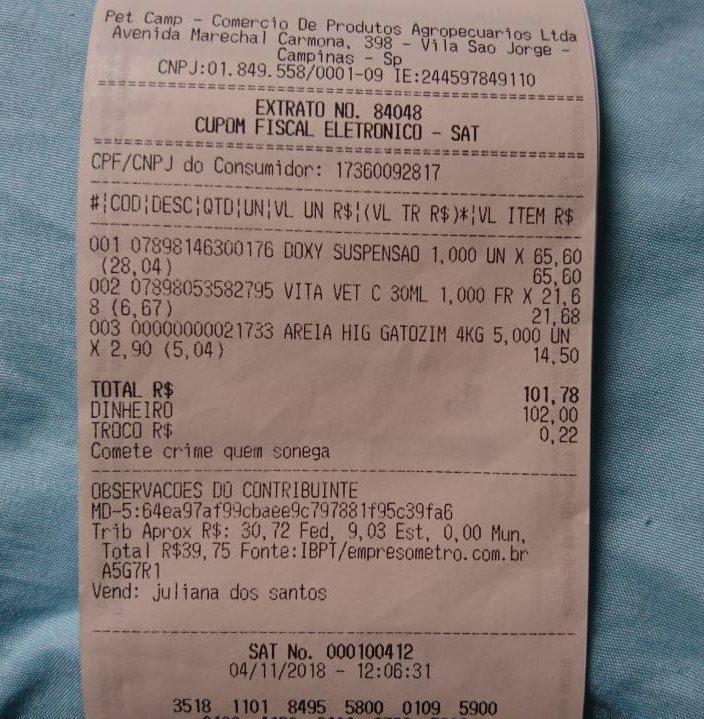 Pet Camp - Comercio De Produtos Agropecuarios Ltda
Avenida Marechal Carmona, 398 - Vila Sao Jorge -
Campinas - Sp
CNPJ:01.849.558/0001-09 IE:244597849110
EXTRATO NO. 84048
CUPOM FISCAL ELETRONICO - SAT
CPF/CNPJ do Consumidor: 17360092817
#|COD|DESC|QTD|UN|VL UN R$|(VL TR R$)*|VL ITEM R$
001 07898146300176 DOXY SUSPENSAO 1,000 UN X 65,60
(28,04) 65,60
002 07898053582795 VITA VET C 30ML 1,000 FR X 21,6
8 (6,67) 21,68
003 00000000021733 AREIA HIG GATOZIM 4KG 5,000 UN
X 2,90 (5,04) 14,50
TOTAL R$ 101,78
DINHEIRO 102,00
TROCO R$ 0,22
Comete crime quem sonega
OBSERVACOES DO CONTRIBUINTE
MD-5:64ea97af99cbaee9c797881f95c39fa6
Trib Aprox R$: 30,72 Fed, 9,03 Est, 0,00 Mun,
Total R$39,75 Fonte:IBPT/empresometro.com.br
A5G7R1
Vend: juliana dos santos
SAT No. 000100412
04/11/2018 - 12:06:31
3518 1101 8495 5800 0109 5900